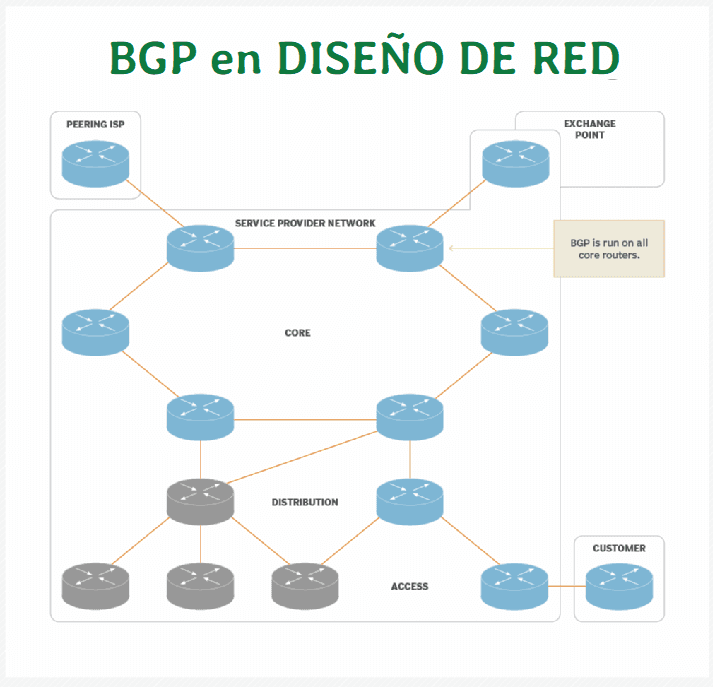 BGP en DISEÑO DE RED
PEERING ISP
EXCHANGE
POINT
SERVICE PROVIDER NETWORK
BGP is run on all
core routers.
CORE
DISTRIBUTION
CUSTOMER
ACCESS